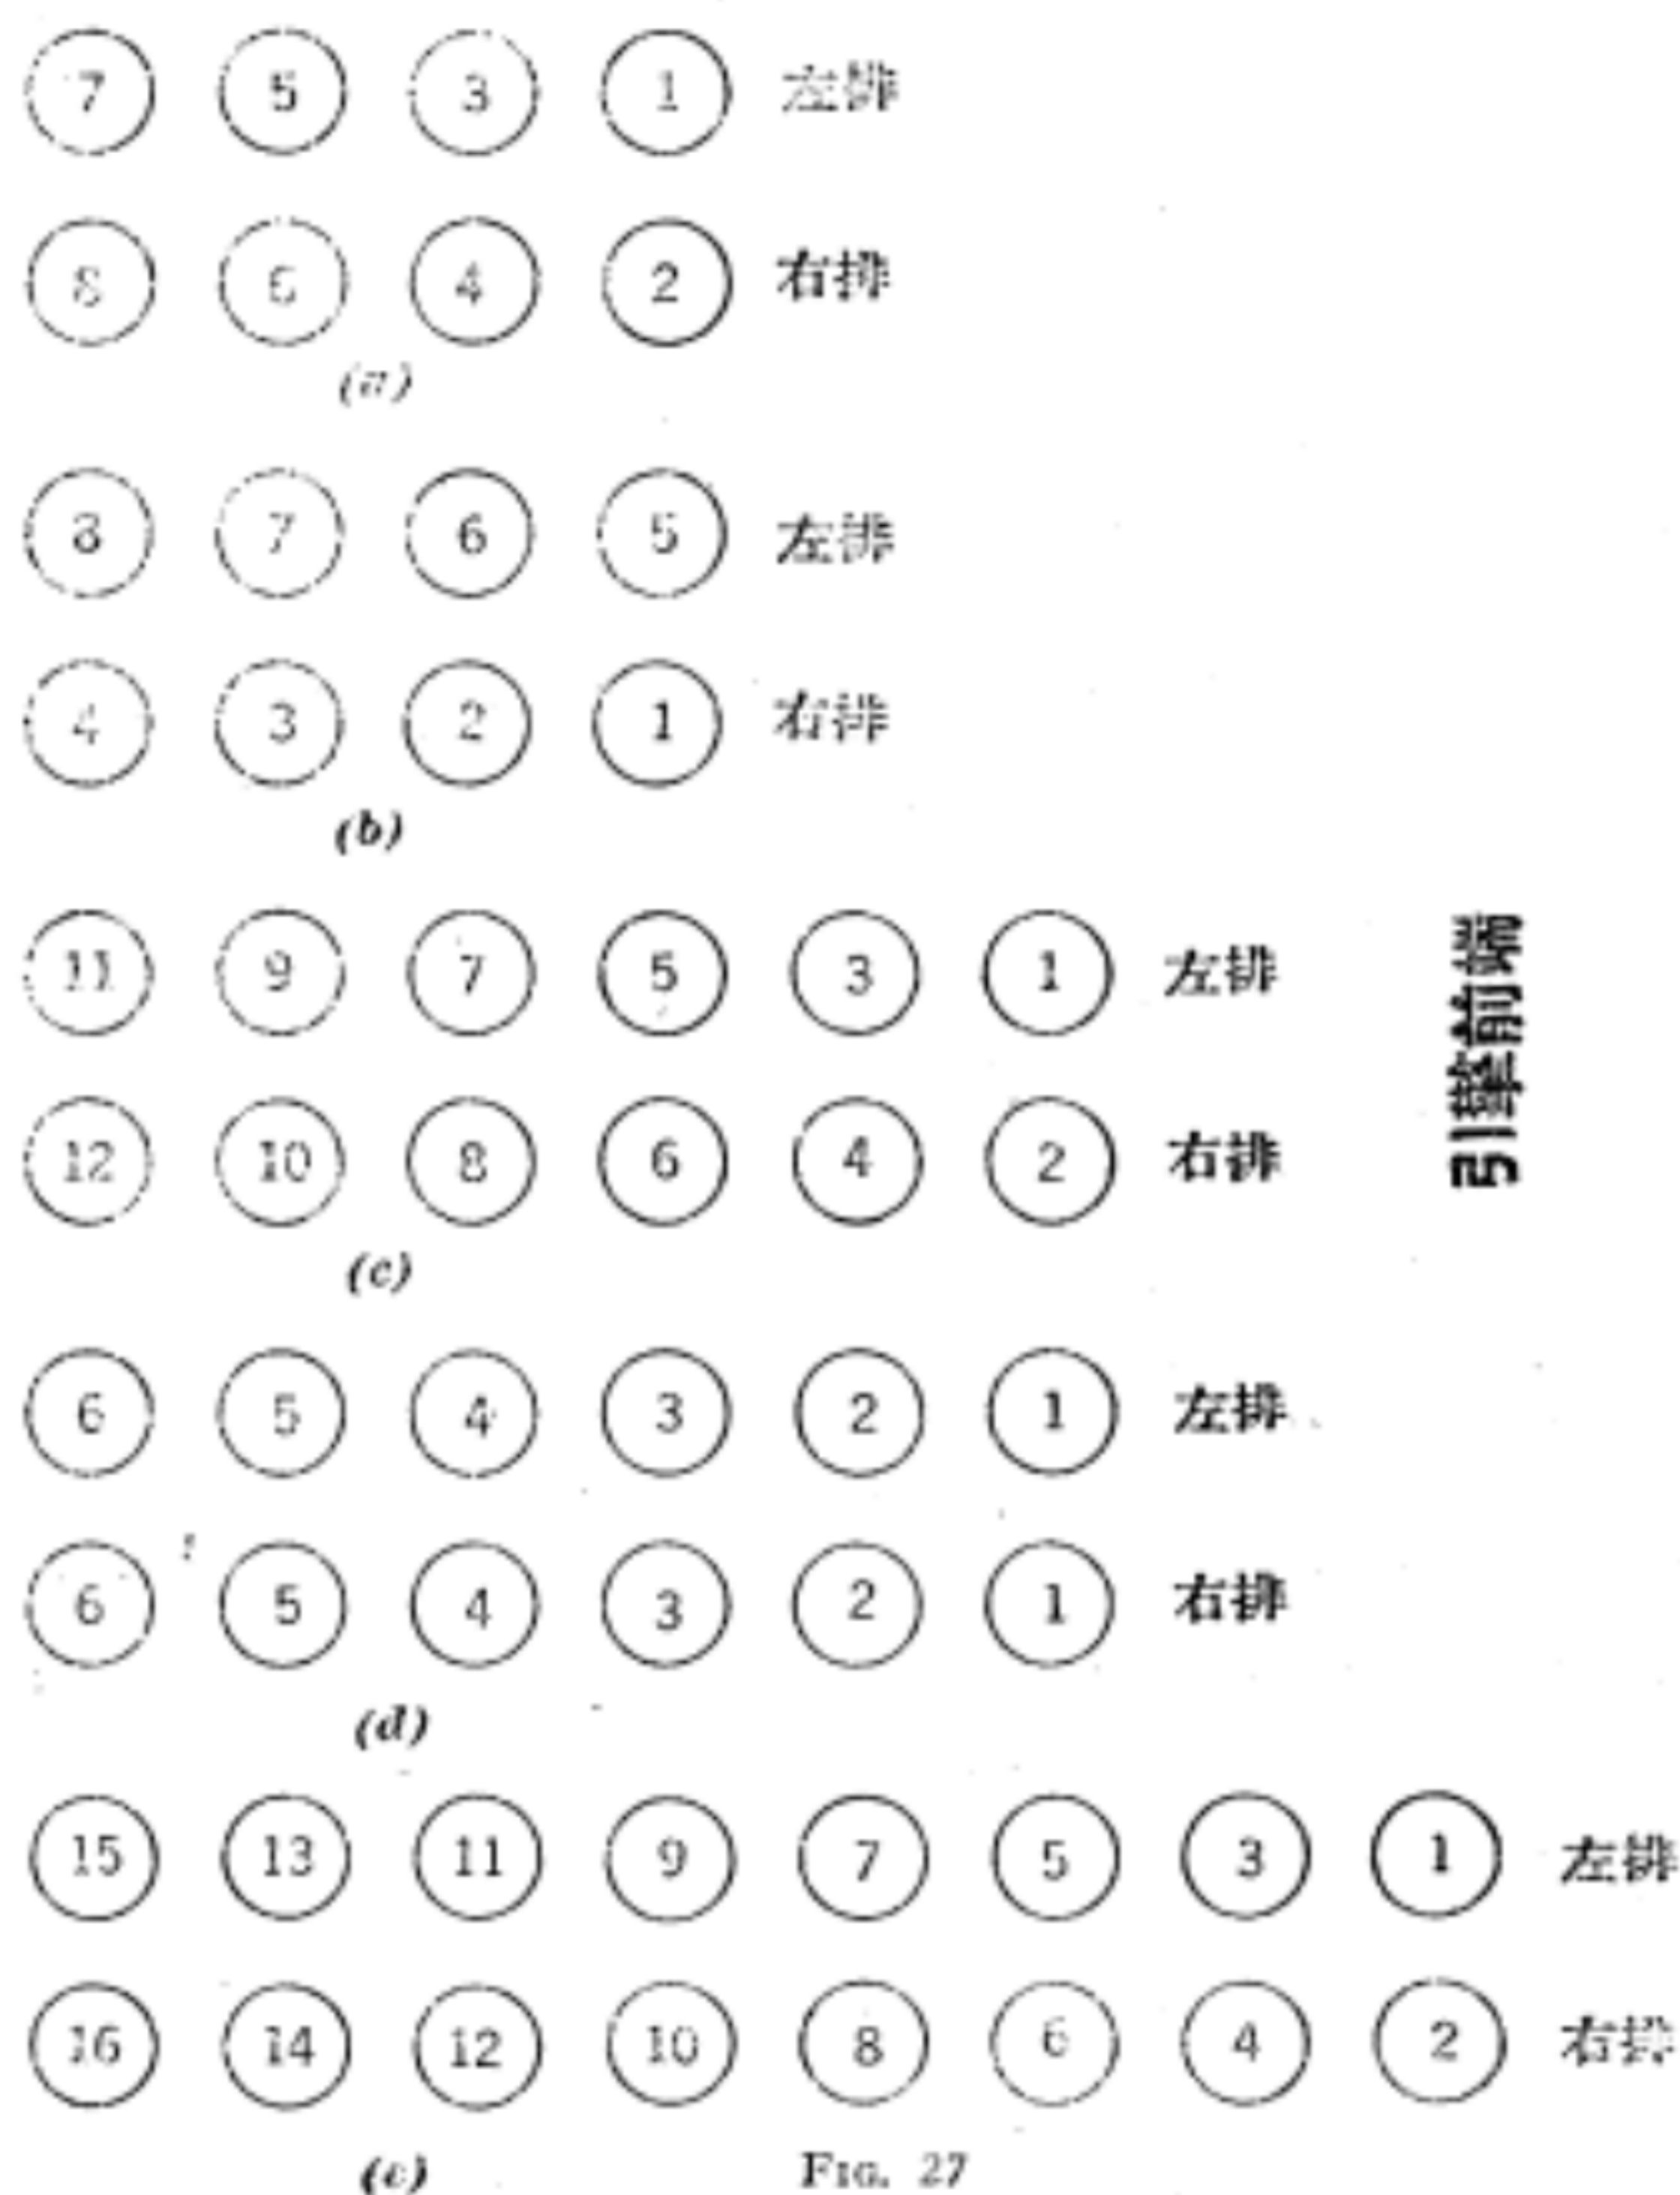 7 5 3 1 左排
8 6 4 2 右排
(a)
8 7 6 5 左排
4 3 2 1 右排
(b)
11 9 7 5 3 1 左排
12 10 8 6 4 2 右排
(c)
引擎前端
6 5 4 3 2 1 左排
6 5 4 3 2 1 右排
(d)
15 13 11 9 7 5 3 1 左排
16 14 12 10 8 6 4 2 右排
(e)
FIG. 27